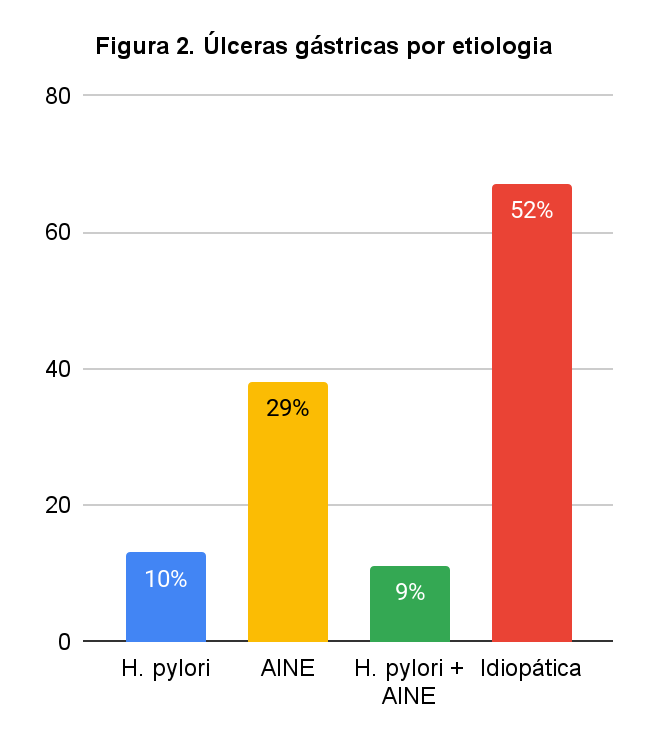 Figura 2. Úlceras gástricas por etiologia
80
60
40
20
0
10%
29%
9%
52%
H. pylori
AINE
H. pylori +
AINE
Idiopática